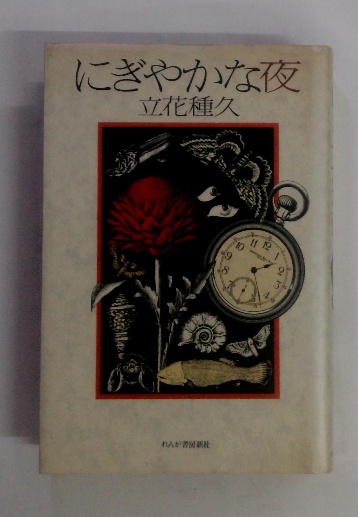 にぎやかな夜
立花種久
れんが書房新社